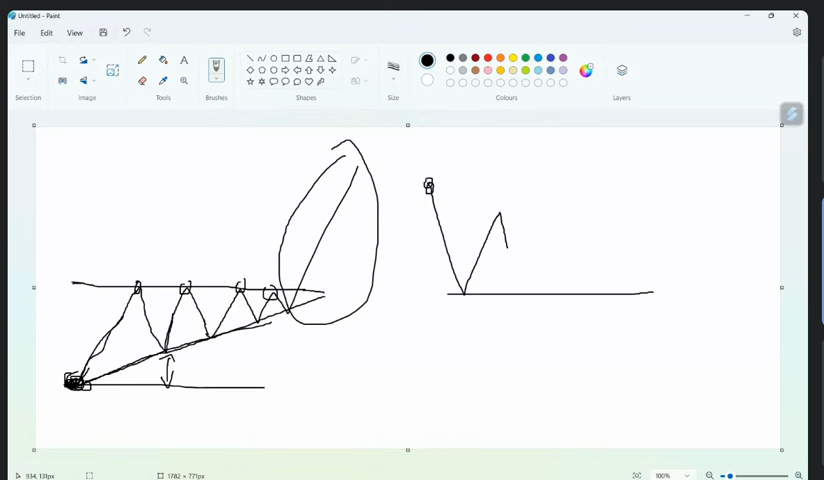 Untitled - Paint
File Edit View
Selection Image Tools Brushes Shapes Size Colours Layers
934, 131px 1782 × 771px 100%